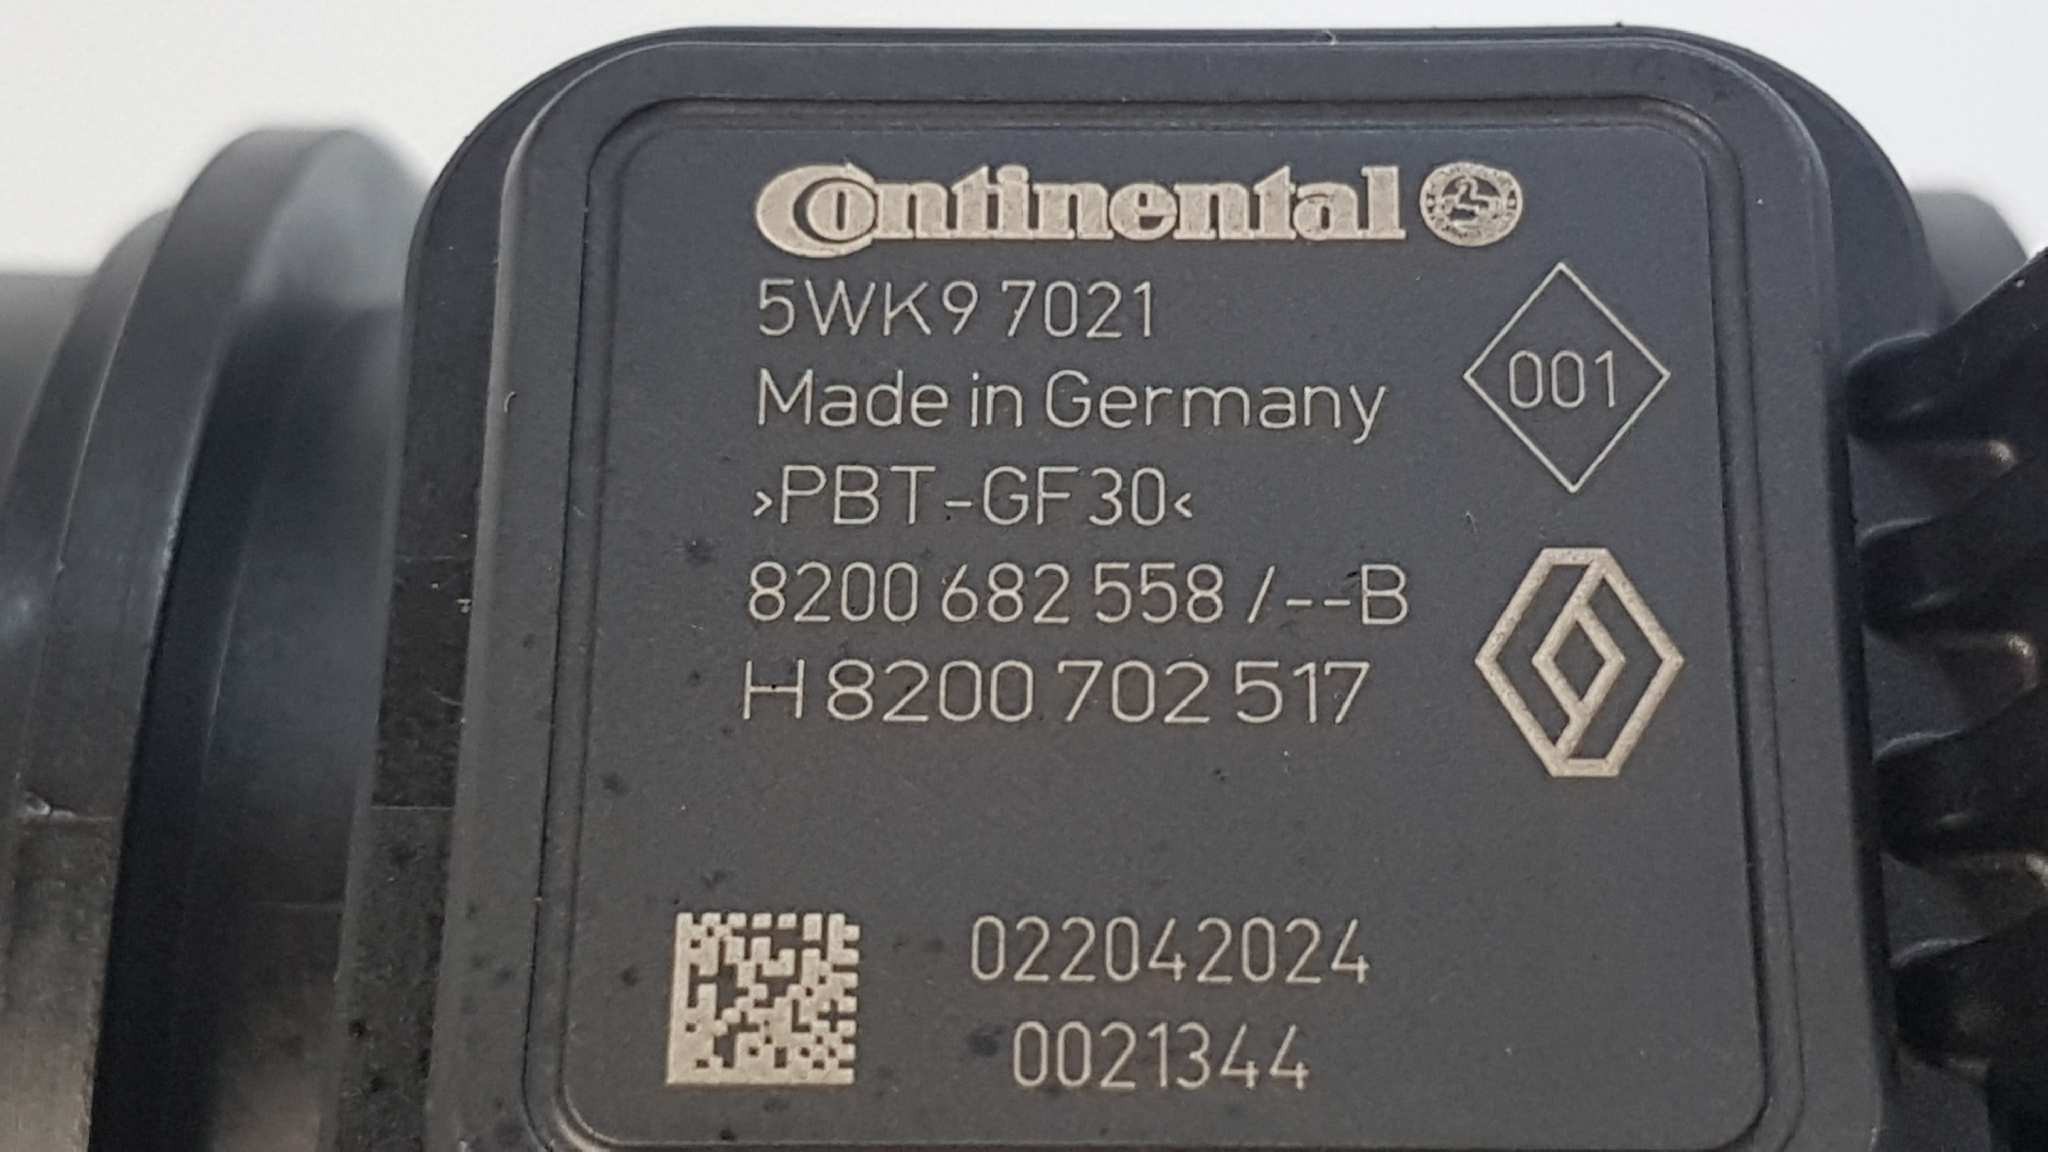 Continental
5WK9 7021
Made in Germany
001
>PBT-GF30<
8200 682 558 /--B
H 8200 702 517
022042024
0021344